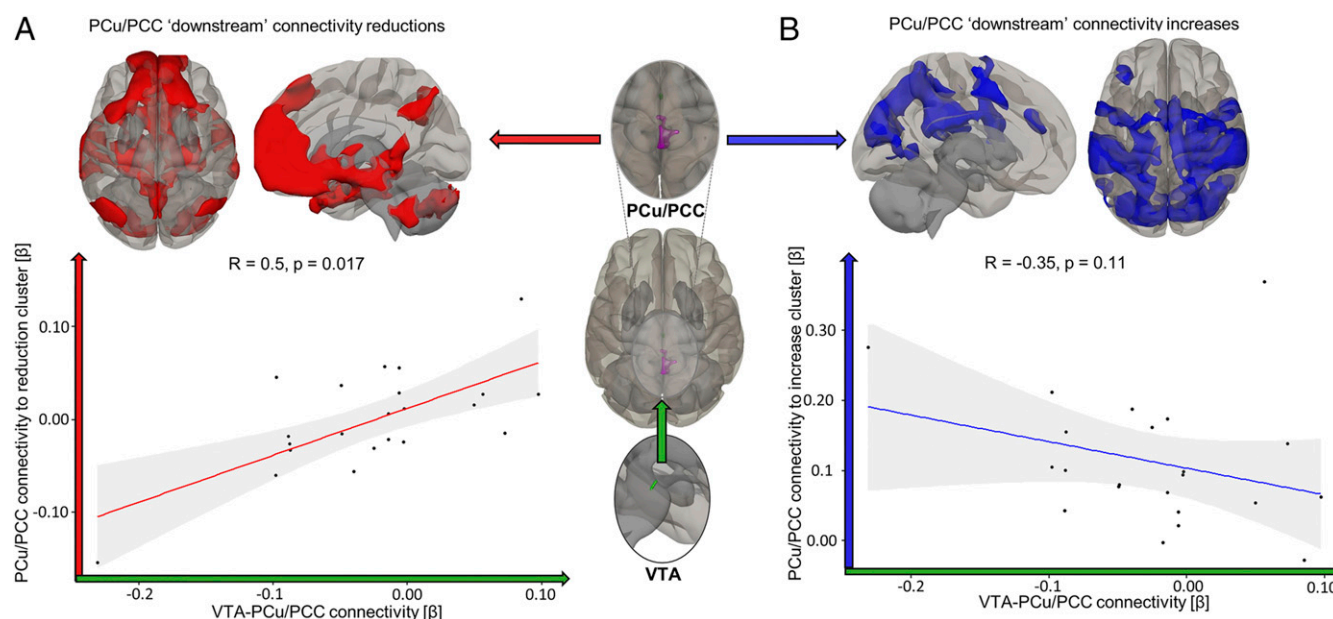 A
PCu/PCC ‘downstream’ connectivity reductions
R = 0.5, p = 0.017
PCu/PCC connectivity to reduction cluster [β]
0.10
0.00
-0.10
-0.2
-0.1
0.00
0.10
VTA-PCu/PCC connectivity [β]
PCu/PCC
VTA
B
PCu/PCC ‘downstream’ connectivity increases
R = -0.35, p = 0.11
PCu/PCC connectivity to increase cluster [β]
0.30
0.20
0.10
0.00
-0.2
-0.1
0.00
0.10
VTA-PCu/PCC connectivity [β]